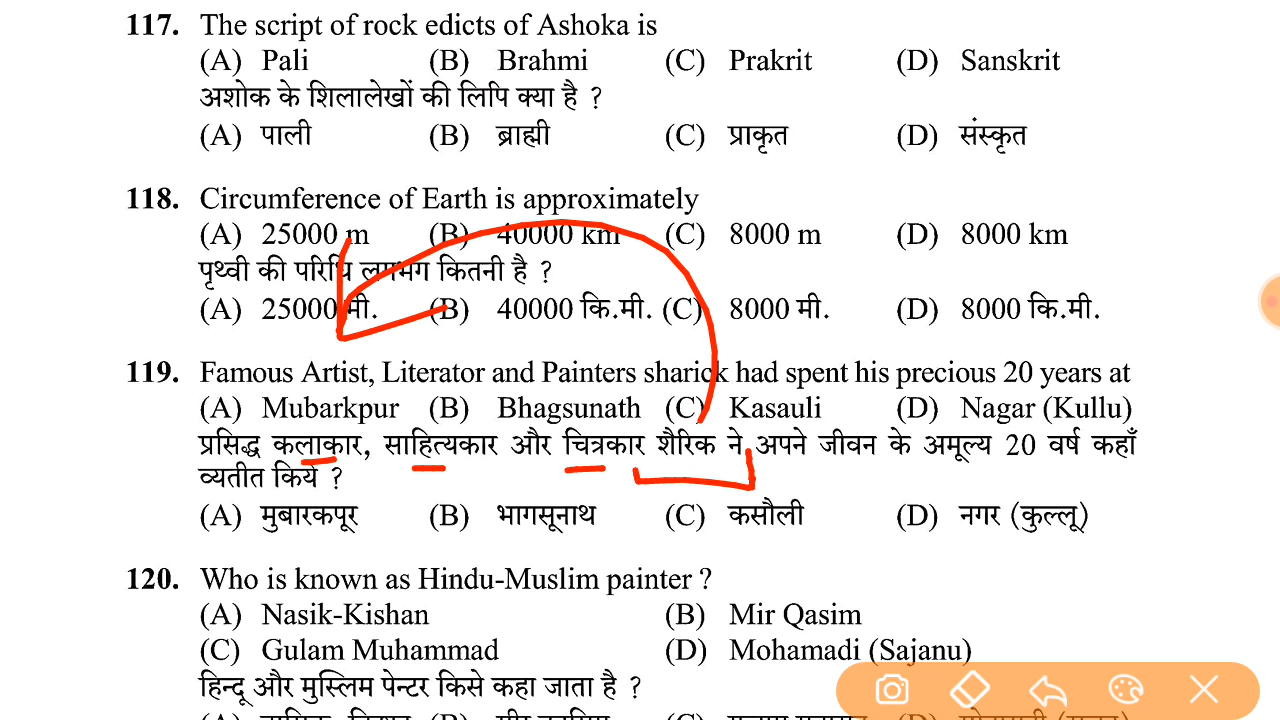 117. The script of rock edicts of Ashoka is
(A) Pali (B) Brahmi (C) Prakrit (D) Sanskrit
अशोक के शिलालेखों की लिपि क्या है ?
(A) पाली (B) ब्राह्मी (C) प्राकृत (D) संस्कृत
118. Circumference of Earth is approximately
(A) 25000 m (B) 40000 km (C) 8000 m (D) 8000 km
पृथ्वी की परिधि लगभग कितनी है ?
(A) 25000 मी. (B) 40000 कि.मी. (C) 8000 मी. (D) 8000 कि.मी.
119. Famous Artist, Literator and Painters sharick had spent his precious 20 years at
(A) Mubarkpur (B) Bhagsunath (C) Kasauli (D) Nagar (Kullu)
प्रसिद्ध कलाकार, साहित्यकार और चित्रकार शैरिक ने अपने जीवन के अमूल्य 20 वर्ष कहाँ
व्यतीत किये ?
(A) मुबारकपूर (B) भागसूनाथ (C) कसौली (D) नगर (कुल्लू)
120. Who is known as Hindu-Muslim painter ?
(A) Nasik-Kishan (B) Mir Qasim
(C) Gulam Muhammad (D) Mohamadi (Sajanu)
हिन्दू और मुस्लिम पेन्टर किसे कहा जाता है ?